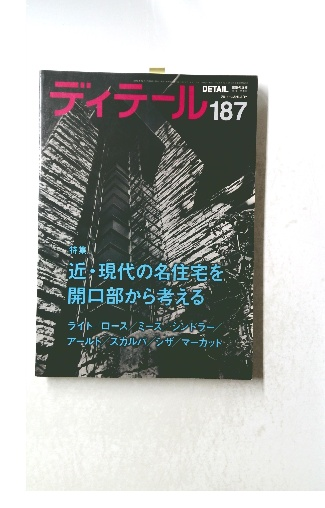 ディテール187
DETAIL
特集
近・現代の名住宅を
開口部から考える
ライト/ロース/ミース/シンドラー/
アールト/スカルパ/シザ/マーカット